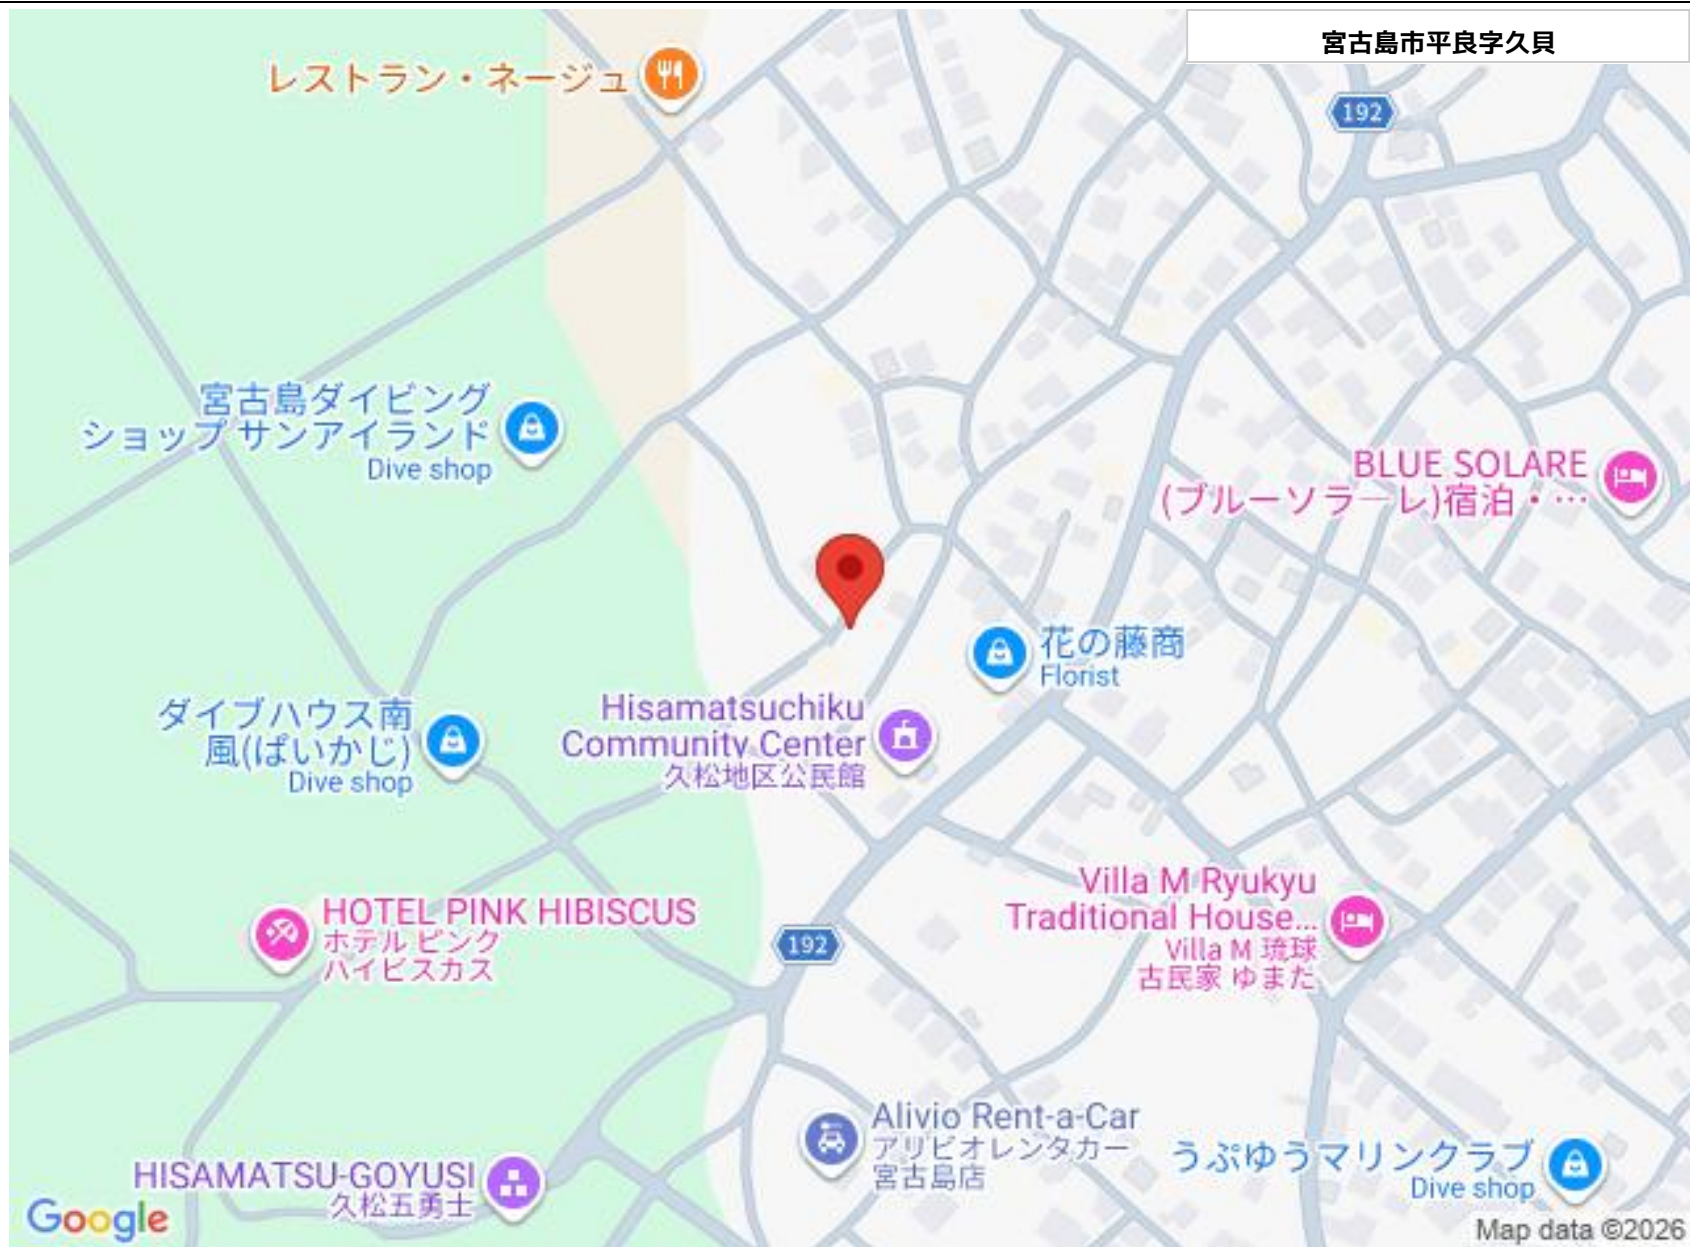 宮古島市平良字久貝
レストラン・ネージュ
192
宮古島ダイビング
ショップ サンアイランド
Dive shop
BLUE SOLARE
(ブルーソラーレ)宿泊・…
花の藤商
Florist
ダイブハウス南
風(ぱいかじ)
Dive shop
Hisamatsuchiku
Community Center
久松地区公民館
Villa M Ryukyu
Traditional House...
Villa M 琉球
古民家 ゆまた
HOTEL PINK HIBISCUS
ホテル ピンク
ハイビスカス
192
Alivio Rent-a-Car
アリビオレンタカー
宮古島店
うぷゆうマリンクラブ
Dive shop
HISAMATSU-GOYUSI
久松五勇士
Google
Map data ©2026